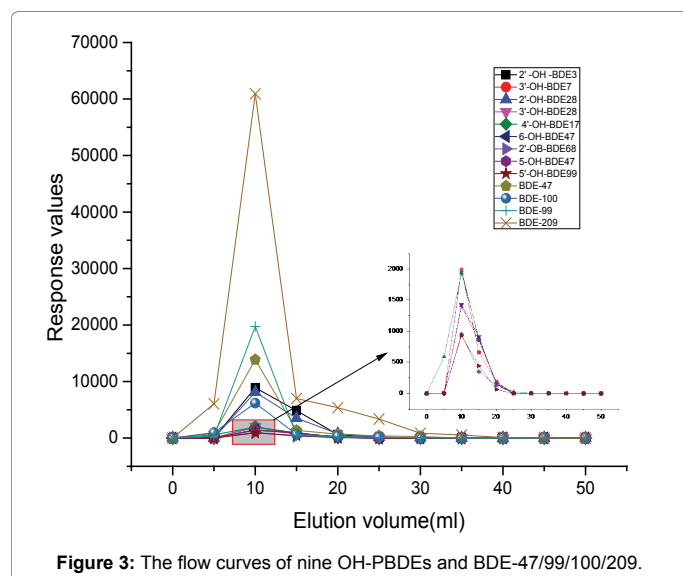 70000
60000
50000
40000
30000
20000
10000
0
Response values
0 10 20 30 40 50
Elution volume(ml)
2' -OH -BDE3
3'-OH-BDE7
2'-OH-BDE28
3'-OH-BDE28
4'-OH-BDE17
6-OH-BDE47
2'-OB-BDE68
5-OH-BDE47
5'-OH-BDE99
BDE-47
BDE-100
BDE-99
BDE-209
2000
1500
1000
500
0
0 10 20 30 40 50
Figure 3: The flow curves of nine OH-PBDEs and BDE-47/99/100/209.